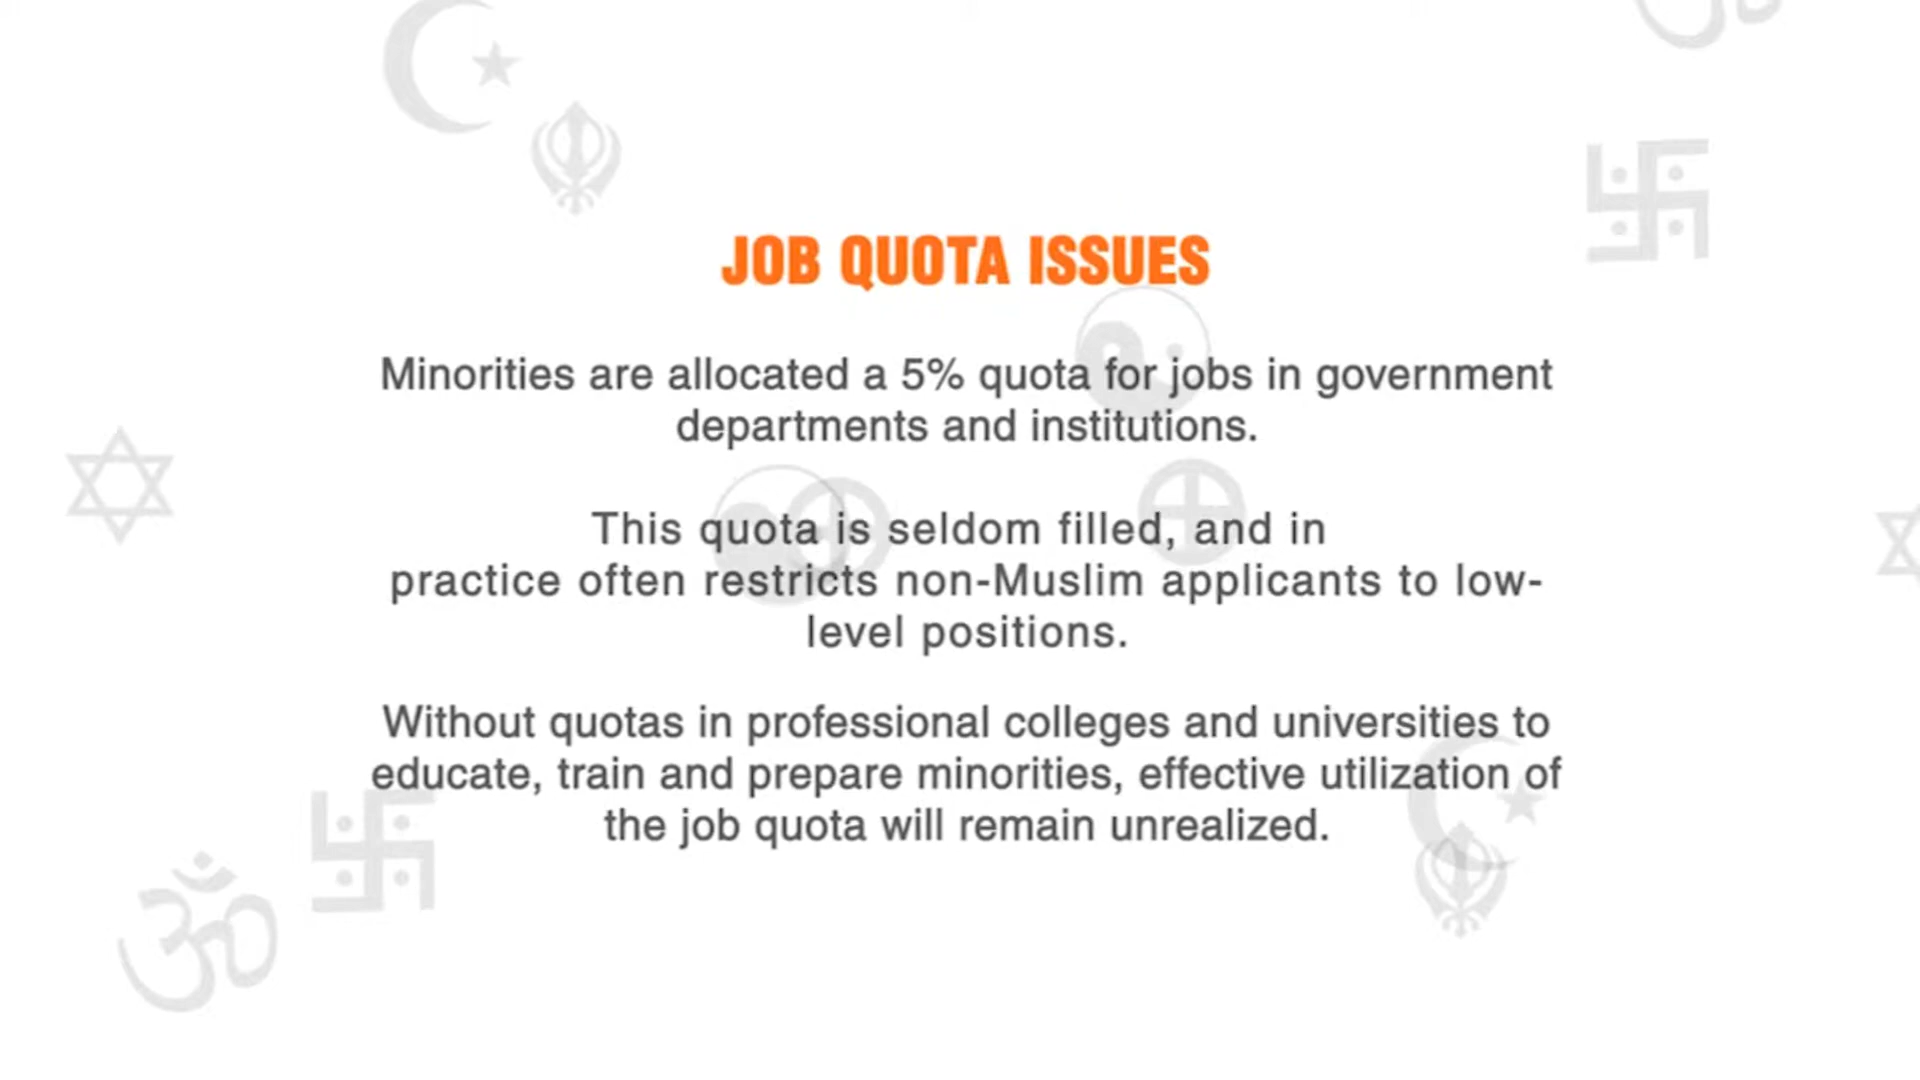 JOB QUOTA ISSUES
Minorities are allocated a 5% quota for jobs in government
departments and institutions.
This quota is seldom filled, and in
practice often restricts non-Muslim applicants to low-
level positions.
Without quotas in professional colleges and universities to
educate, train and prepare minorities, effective utilization of
the job quota will remain unrealized.